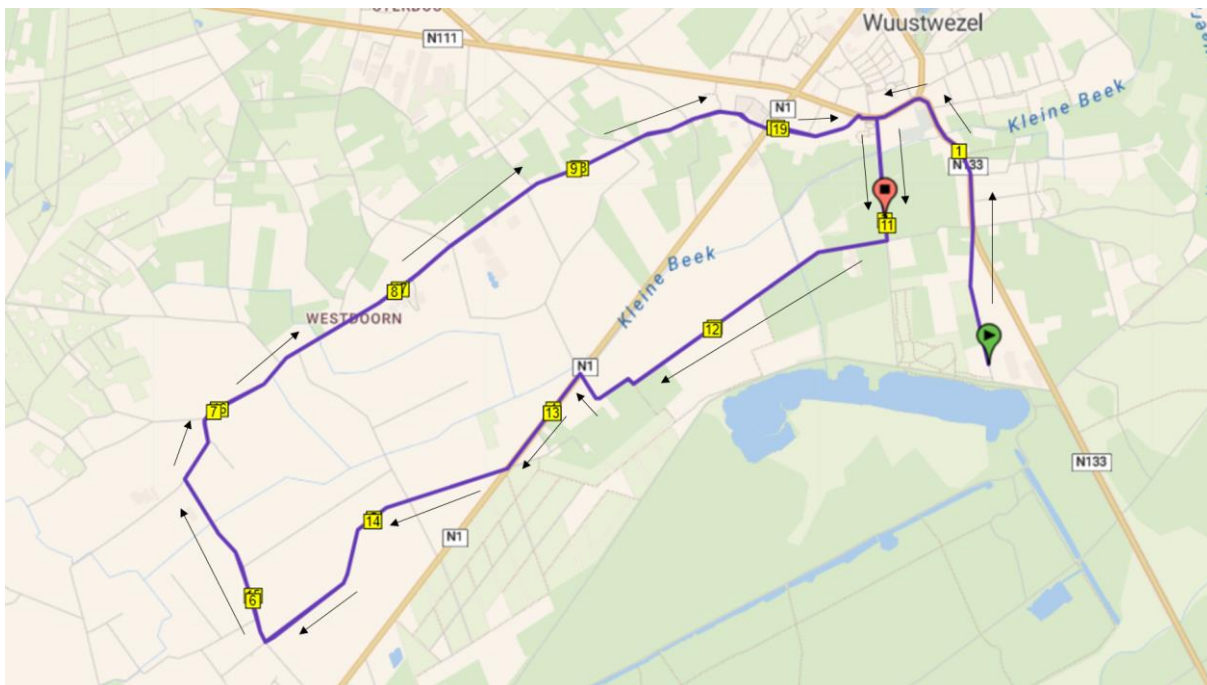 Wuustwezel
N111
N1
19
Kleine Beek
1
N133
9
11
Kleine Beek
8
WESTDOORN
12
N1
7
13
N133
14
N1
6